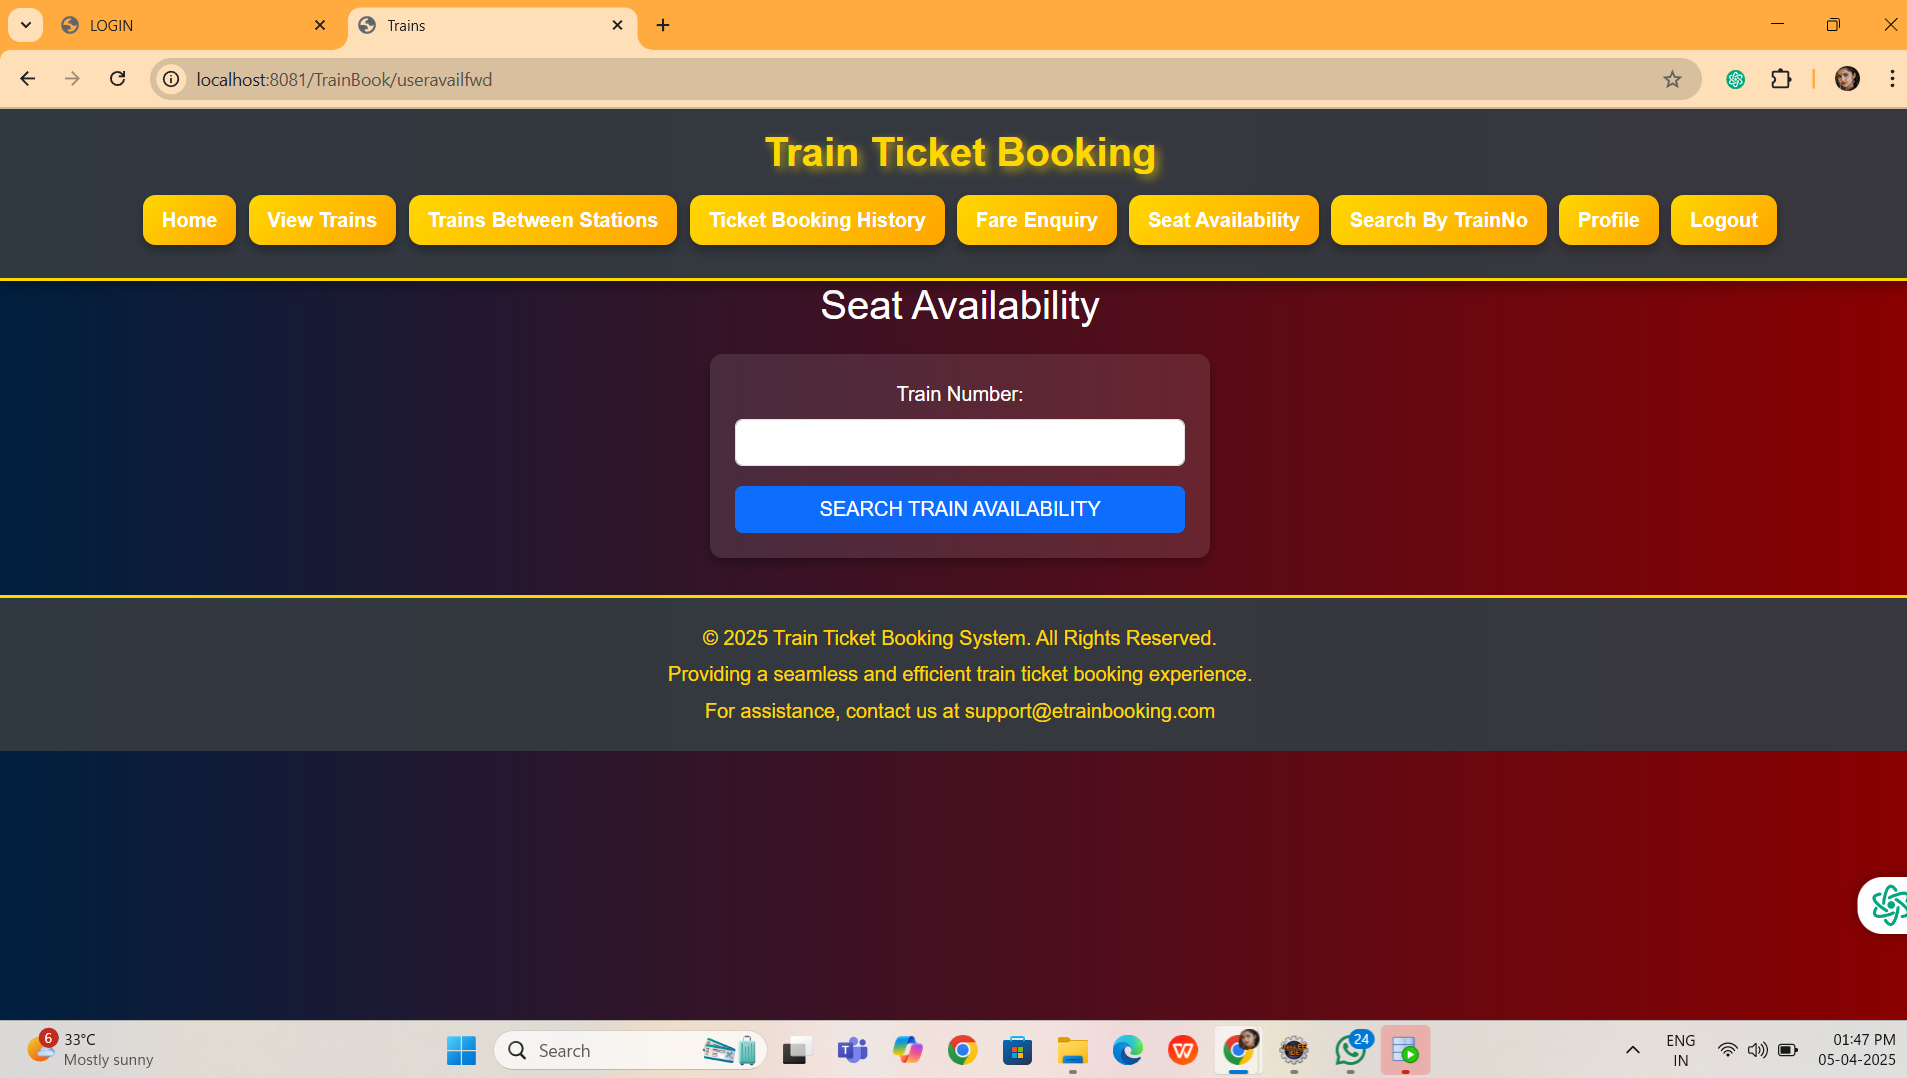 LOGIN
Trains
localhost:8081/TrainBook/useravailfwd
Train Ticket Booking
Home View Trains Trains Between Stations Ticket Booking History Fare Enquiry Seat Availability Search By TrainNo Profile Logout
Seat Availability
Train Number:
SEARCH TRAIN AVAILABILITY
© 2025 Train Ticket Booking System. All Rights Reserved.
Providing a seamless and efficient train ticket booking experience.
For assistance, contact us at support@etrainbooking.com
6
33°C
Mostly sunny
Search
24
ENG
IN
01:47 PM
05-04-2025